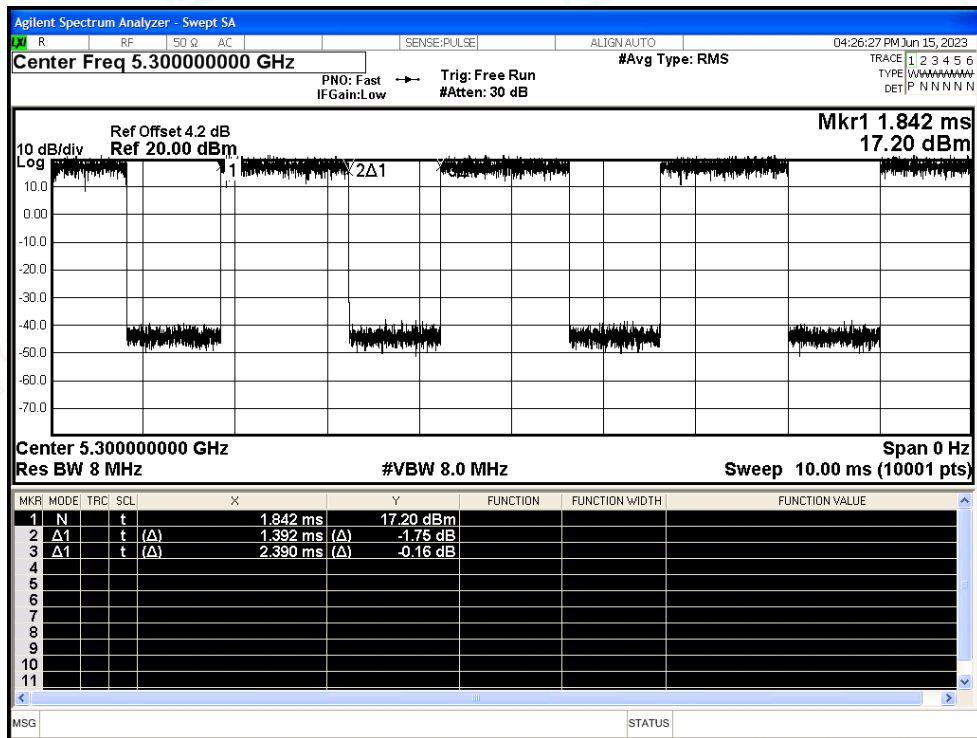 Agilent Spectrum Analyzer - Swept SA
LXI R RF 50 Ω AC SENSE:PULSE ALIGN AUTO 04:26:27 PM Jun 15, 2023
Center Freq 5.300000000 GHz #Avg Type: RMS TRACE 1 2 3 4 5 6
PNO: Fast Trig: Free Run TYPE
IFGain:Low #Atten: 30 dB DET P N N N N N
Mkr1 1.842 ms
Ref Offset 4.2 dB
10 dB/div Ref 20.00 dBm 17.20 dBm
Log
1 2Δ1
10.0
0.00
-10.0
-20.0
-30.0
-40.0
-50.0
-60.0
-70.0
Center 5.300000000 GHz Span 0 Hz
Res BW 8 MHz #VBW 8.0 MHz Sweep 10.00 ms (10001 pts)
MKR MODE TRC SCL X Y FUNCTION FUNCTION WIDTH FUNCTION VALUE
1 N t 1.842 ms 17.20 dBm
2 Δ1 t (Δ) 1.392 ms (Δ) -1.75 dB
3 Δ1 t (Δ) 2.390 ms (Δ) -0.16 dB
4
5
6
7
8
9
10
11
MSG STATUS